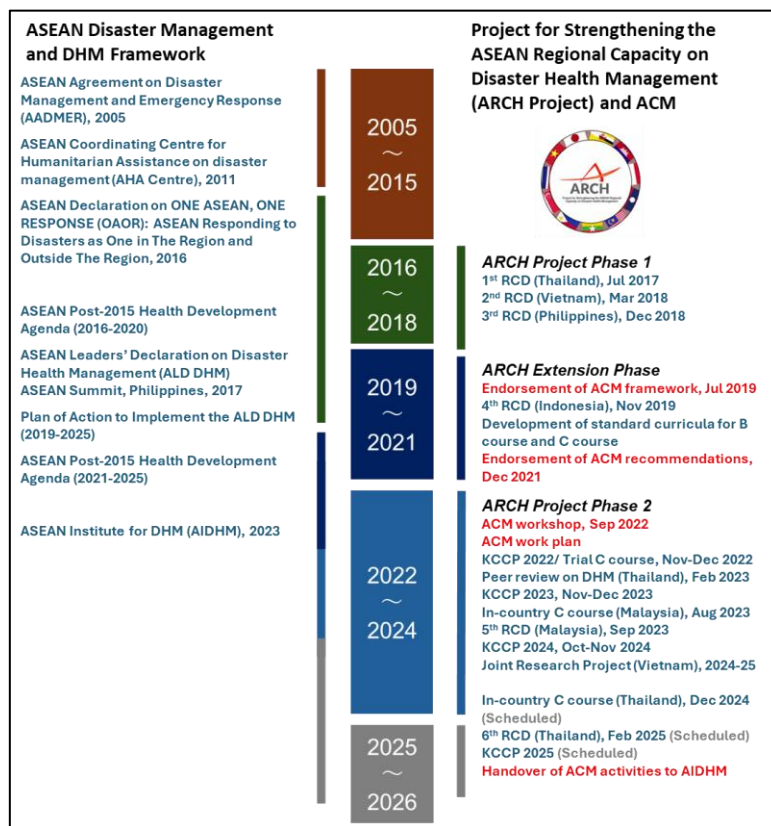 ASEAN Disaster Management
and DHM Framework
ASEAN Agreement on Disaster
Management and Emergency Response
(AADMER), 2005
ASEAN Coordinating Centre for
Humanitarian Assistance on disaster
management (AHA Centre), 2011
ASEAN Declaration on ONE ASEAN, ONE
RESPONSE (OAOR): ASEAN Responding to
Disasters as One in The Region and
Outside The Region, 2016
ASEAN Post-2015 Health Development
Agenda (2016-2020)
ASEAN Leaders' Declaration on Disaster
Health Management (ALD DHM)
ASEAN Summit, Philippines, 2017
Plan of Action to Implement the ALD DHM
(2019-2025)
ASEAN Post-2015 Health Development
Agenda (2021-2025)
ASEAN Institute for DHM (AIDHM), 2023
2005
~
2015
2016
~
2018
2019
~
2021
2022
~
2024
2025
~
2026
Project for Strengthening the
ASEAN Regional Capacity on
Disaster Health Management
(ARCH Project) and ACM
ARCH
Project for Strengthening the ASEAN Regional
Capacity on Disaster Health Management
ARCH Project Phase 1
1st RCD (Thailand), Jul 2017
2nd RCD (Vietnam), Mar 2018
3rd RCD (Philippines), Dec 2018
ARCH Extension Phase
Endorsement of ACM framework, Jul 2019
4th RCD (Indonesia), Nov 2019
Development of standard curricula for B
course and C course
Endorsement of ACM recommendations,
Dec 2021
ARCH Project Phase 2
ACM workshop, Sep 2022
ACM work plan
KCCP 2022/ Trial C course, Nov-Dec 2022
Peer review on DHM (Thailand), Feb 2023
KCCP 2023, Nov-Dec 2023
In-country C course (Malaysia), Aug 2023
5th RCD (Malaysia), Sep 2023
KCCP 2024, Oct-Nov 2024
Joint Research Project (Vietnam), 2024-25
In-country C course (Thailand), Dec 2024
(Scheduled)
6th RCD (Thailand), Feb 2025 (Scheduled)
KCCP 2025 (Scheduled)
Handover of ACM activities to AIDHM